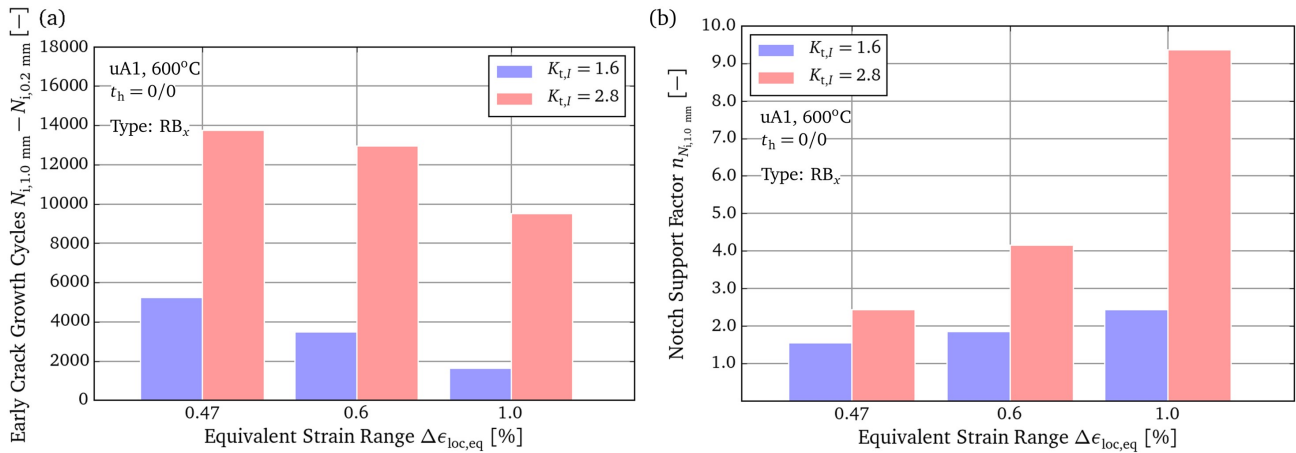 (a)
Early Crack Growth Cycles N_i,1.0 mm − N_i,0.2 mm [−]
18000
16000
14000
12000
10000
8000
6000
4000
2000
0
uA1, 600°C
t_h = 0/0
Type: RB_x
K_t,I = 1.6
K_t,I = 2.8
0.47 0.6 1.0
Equivalent Strain Range Δϵ_loc,eq [%]
(b)
Notch Support Factor n_N_i,1.0 mm [−]
10.0
9.0
8.0
7.0
6.0
5.0
4.0
3.0
2.0
1.0
K_t,I = 1.6
K_t,I = 2.8
uA1, 600°C
t_h = 0/0
Type: RB_x
0.47 0.6 1.0
Equivalent Strain Range Δϵ_loc,eq [%]